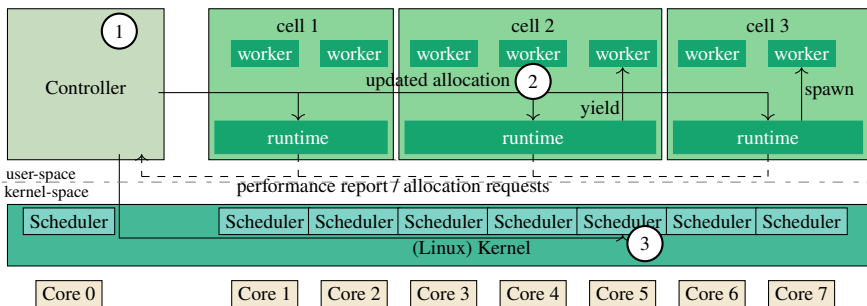 1
cell 1
cell 2
cell 3
worker worker worker worker worker worker worker
Controller
updated allocation
2
yield
spawn
runtime runtime runtime
user-space
kernel-space
performance report / allocation requests
Scheduler Scheduler Scheduler Scheduler Scheduler Scheduler Scheduler Scheduler
(Linux) Kernel
3
Core 0 Core 1 Core 2 Core 3 Core 4 Core 5 Core 6 Core 7